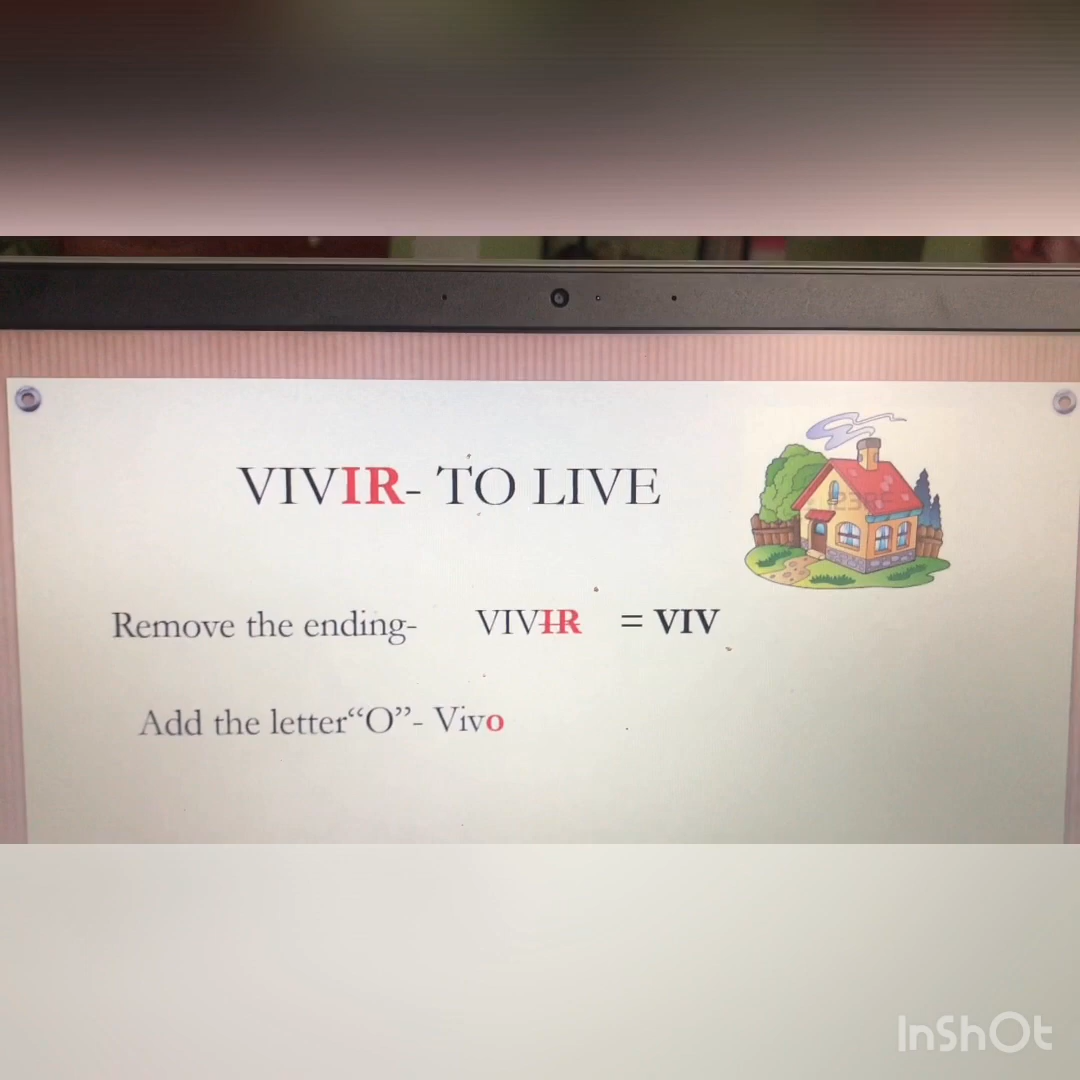 VIVIR- TO LIVE
Remove the ending- VIVIR = VIV
Add the letter“O”- Vivo
InShOt